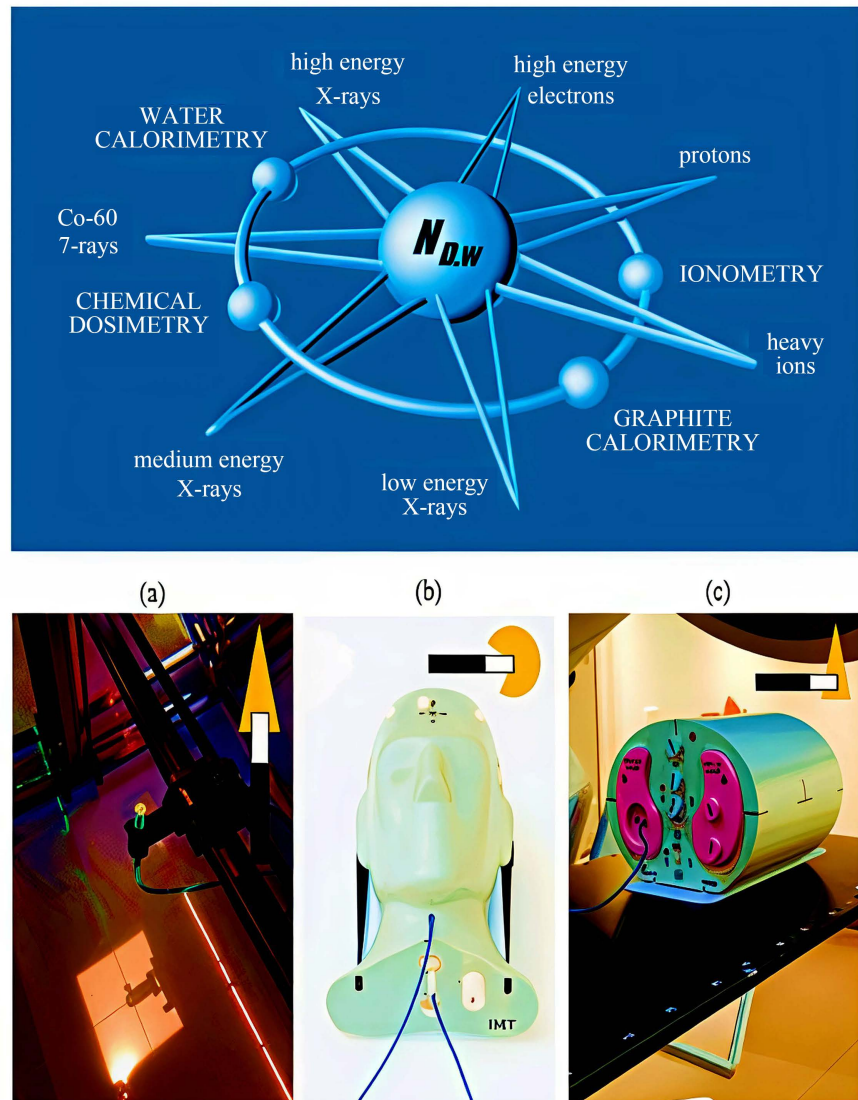 high energy
X-rays
high energy
electrons
WATER
CALORIMETRY
protons
Co-60
7-rays
N D.W
IONOMETRY
CHEMICAL
DOSIMETRY
heavy
ions
GRAPHITE
CALORIMETRY
medium energy
X-rays
low energy
X-rays
(a)
(b)
(c)
IMT